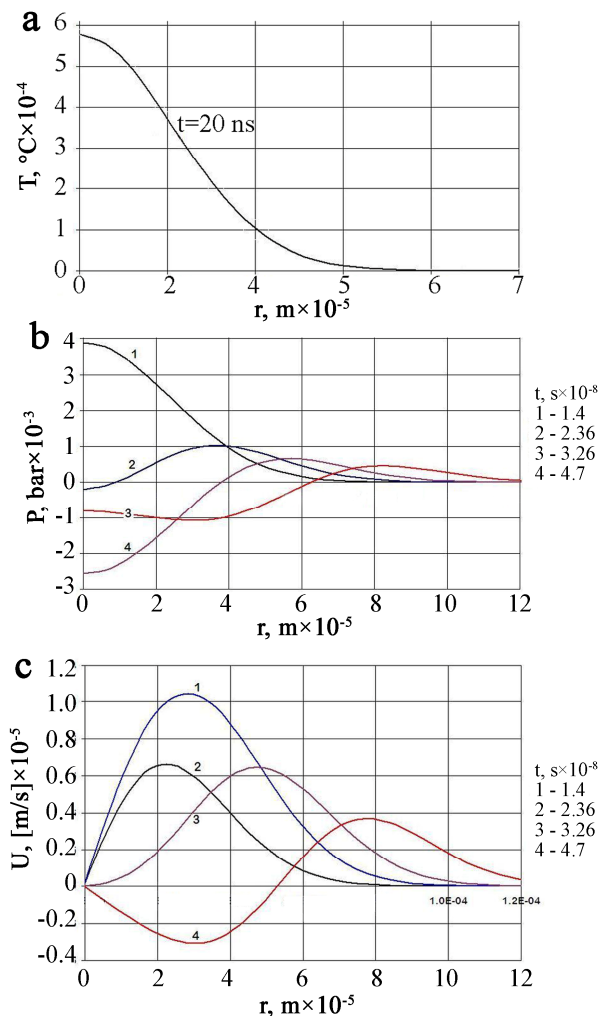 a
T, °C×10⁻⁴
6
5
4
3
2
1
0
t=20 ns
0 2 4 5 6 7
r, m×10⁻⁵
b
P, bar×10⁻³
4
3
2
1
0
-1
-2
-3
1
2
3
4
0 2 4 6 8 10 12
r, m×10⁻⁵
t, s×10⁻⁸
1 - 1.4
2 - 2.36
3 - 3.26
4 - 4.7
c
U, [m/s]×10⁻⁵
1.2
1.0
0.8
0.6
0.4
0.2
0
-0.2
-0.4
1
2
3
4
1.0E-04 1.2E-04
0 2 4 6 8 10 12
r, m×10⁻⁵
t, s×10⁻⁸
1 - 1.4
2 - 2.36
3 - 3.26
4 - 4.7